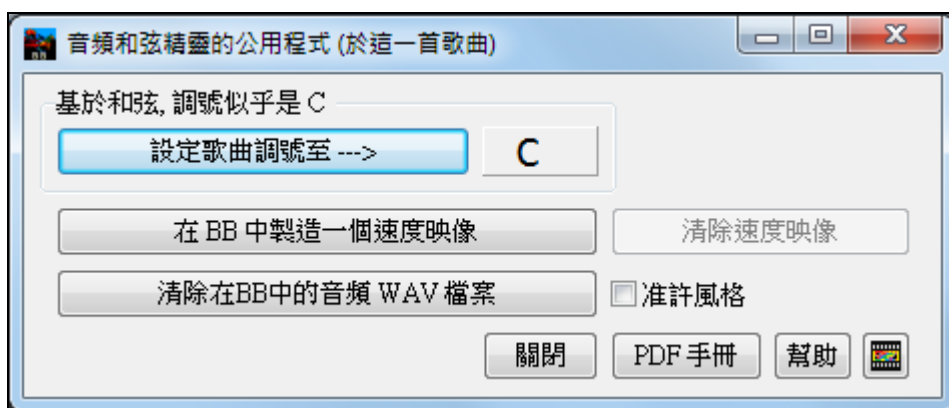 音頻和弦精靈的公用程式 (於這一首歌曲)
基於和弦, 調號似乎是 C
設定歌曲調號至 --->
C
在 BB 中製造一個速度映像
清除速度映像
清除在BB中的音頻 WAV 檔案
准許風格
關閉
PDF 手冊
幫助